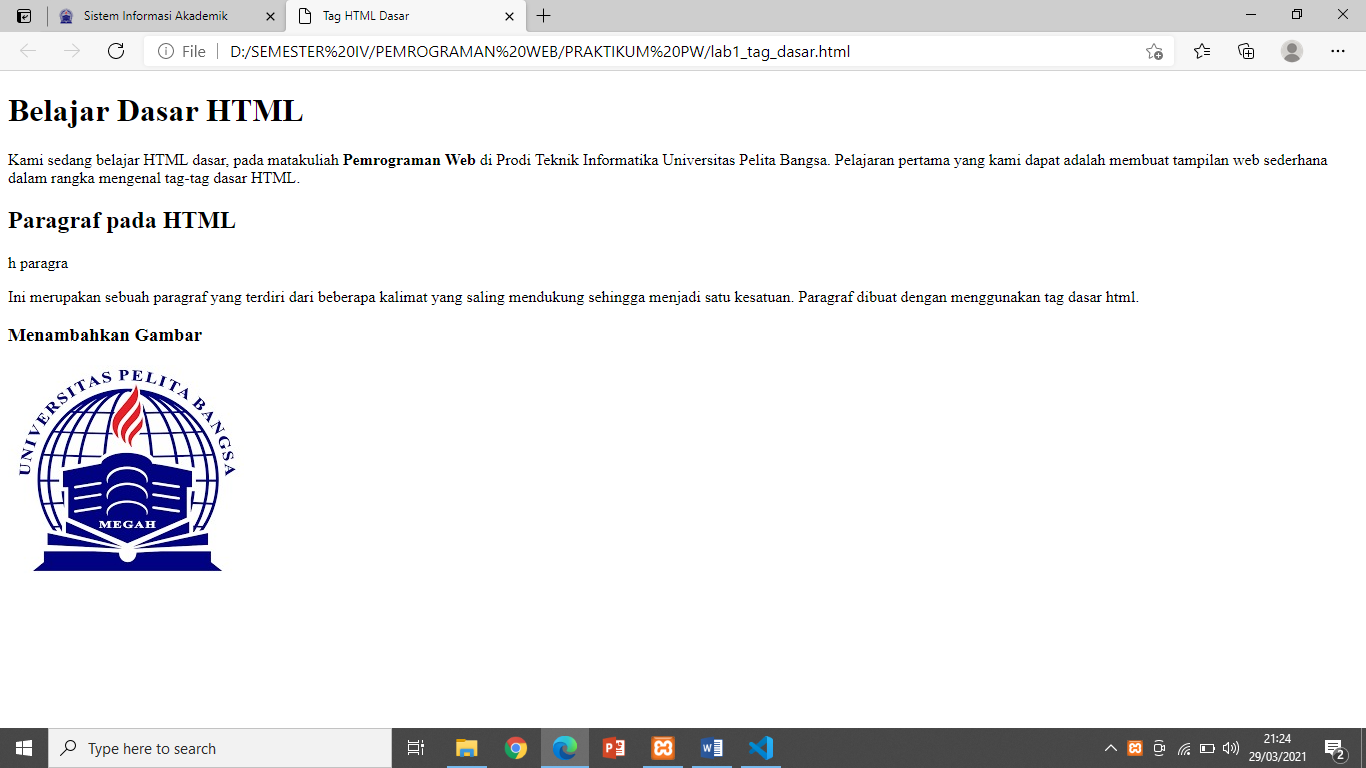 Sistem Informasi Akademik
Tag HTML Dasar
File
D:/SEMESTER%20IV/PEMROGRAMAN%20WEB/PRAKTIKUM%20PW/lab1_tag_dasar.html
Belajar Dasar HTML
Kami sedang belajar HTML dasar, pada matakuliah Pemrograman Web di Prodi Teknik Informatika Universitas Pelita Bangsa. Pelajaran pertama yang kami dapat adalah membuat tampilan web sederhana
dalam rangka mengenal tag-tag dasar HTML.
Paragraf pada HTML
h paragra
Ini merupakan sebuah paragraf yang terdiri dari beberapa kalimat yang saling mendukung sehingga menjadi satu kesatuan. Paragraf dibuat dengan menggunakan tag dasar html.
Menambahkan Gambar
UNIVERSITAS PELITA BANGSA
MEGAH
Type here to search
21:24
29/03/2021
2